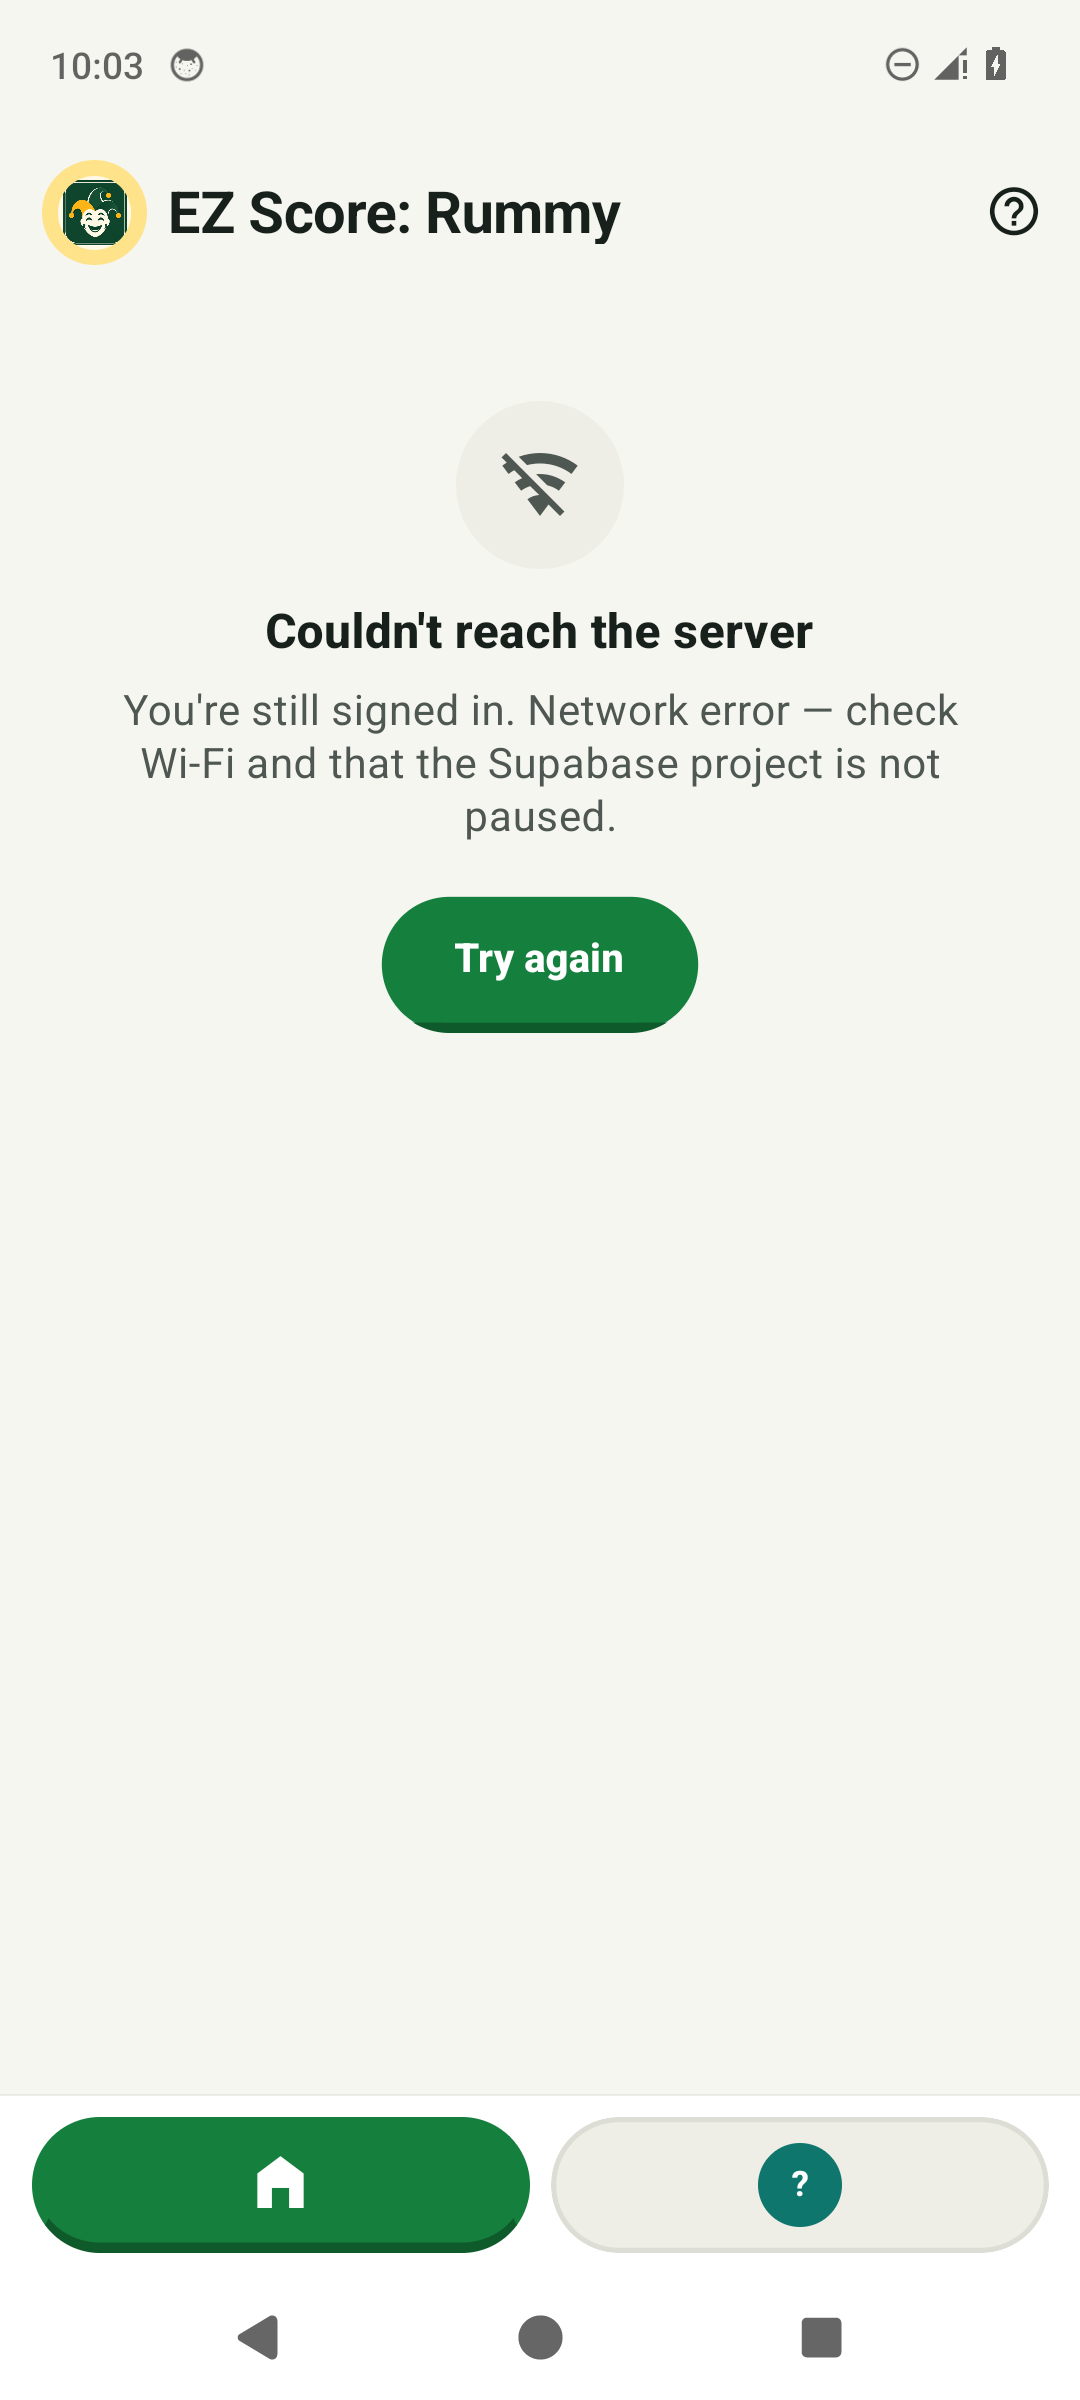 10:03
EZ Score: Rummy
Couldn't reach the server
You're still signed in. Network error — check
Wi-Fi and that the Supabase project is not
paused.
Try again
?